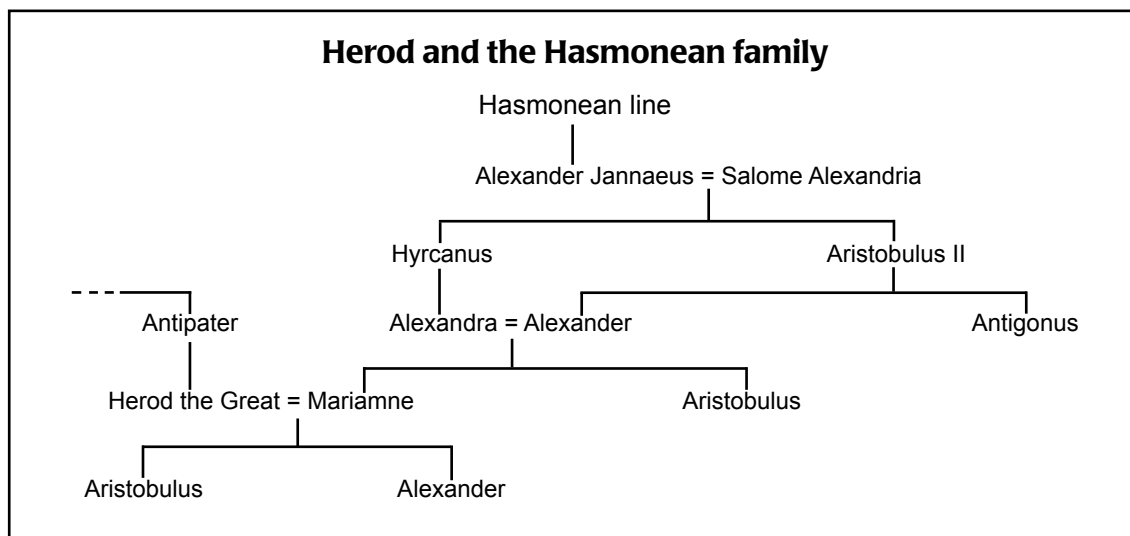 Herod and the Hasmonean family
Hasmonean line
Alexander Jannaeus = Salome Alexandria
Hyrcanus Aristobulus II
Antipater Alexandra = Alexander Antigonus
Herod the Great = Mariamne Aristobulus
Aristobulus Alexander